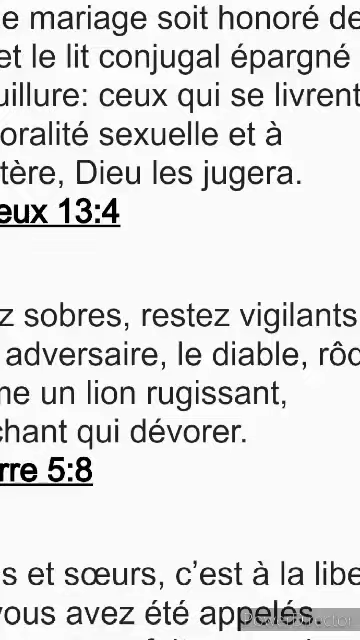 e mariage soit honoré de
et le lit conjugal épargné
uillure: ceux qui se livrent
oralité sexuelle et à
tère, Dieu les jugera.
eux 13:4
z sobres, restez vigilants
adversaire, le diable, rôd
me un lion rugissant,
chant qui dévorer.
rre 5:8
s et sœurs, c’est à la libe
vous avez été appelés.
PowerDirector